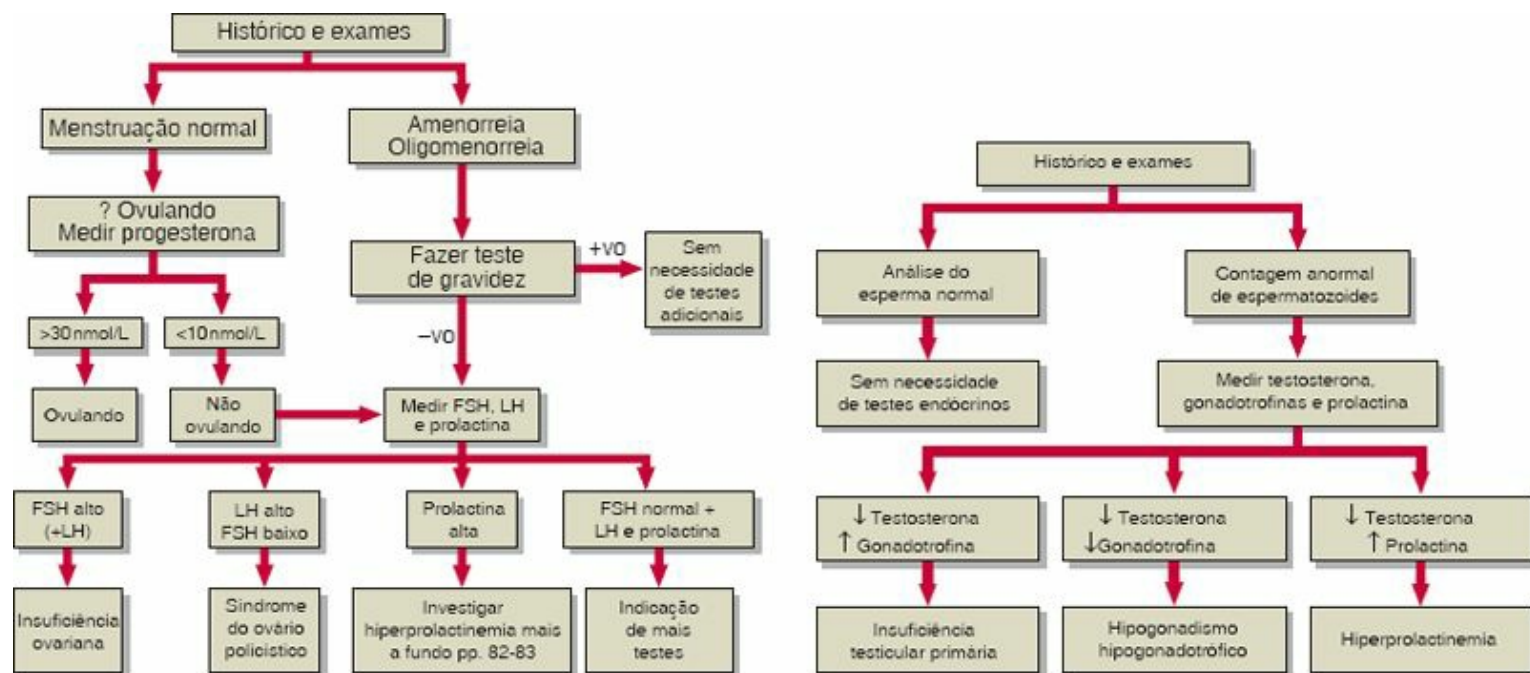 Histórico e exames
Menstruação normal
Amenorreia
Oligomenorreia
? Ovulando
Medir progesterona
Fazer teste
de gravidez
+vo
Sem
necessidade
de testes
adicionais
>30 nmol/L
<10 nmol/L
−vo
Ovulando
Não
ovulando
Medir FSH, LH
e prolactina
FSH alto
(+LH)
LH alto
FSH baixo
Prolactina
alta
FSH normal +
LH e prolactina
Insuficiência
ovariana
Síndrome
do ovário
policístico
Investigar
hiperprolactinemia mais
a fundo pp. 82-83
Indicação
de mais
testes
Histórico e exames
Análise do
esperma normal
Contagem anormal
de espermatozoides
Sem necessidade
de testes endócrinos
Medir testosterona,
gonadotrofinas e prolactina
↓ Testosterona
↑ Gonadotrofina
↓ Testosterona
↓Gonadotrofina
↓ Testosterona
↑ Prolactina
Insuficiência
testicular primária
Hipogonadismo
hipogonadotrófico
Hiperprolactinemia